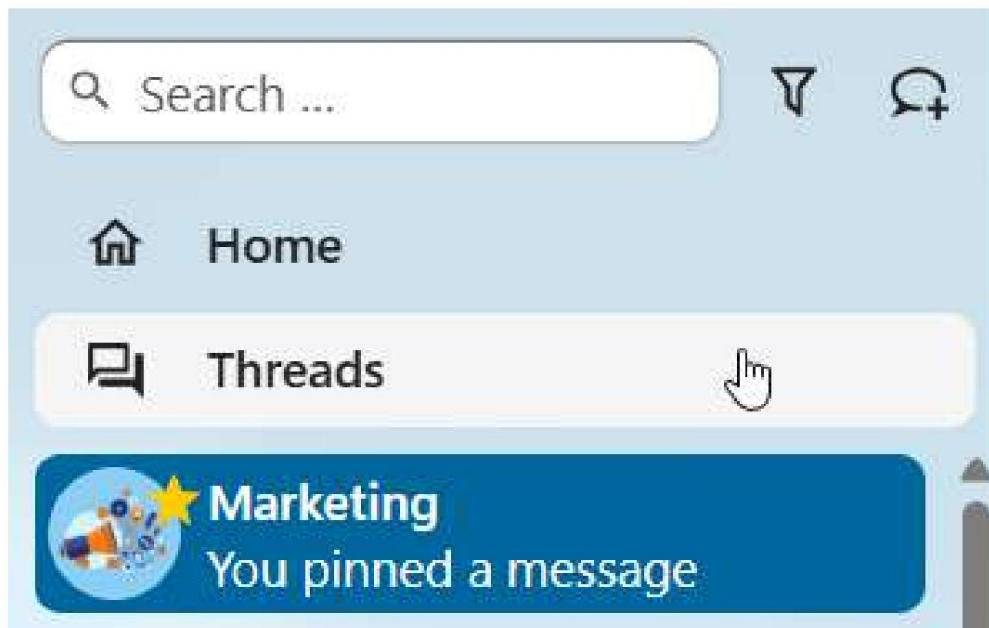 Search ...
Home
Threads
Marketing
You pinned a message